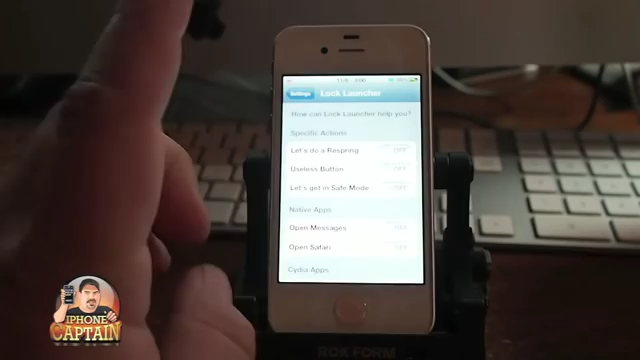 Settings
Lock Launcher
How can Lock Launcher help you?
Specific Actions
Let's do a Respring
OFF
Useless Button
OFF
Let's get in Safe Mode
OFF
Native Apps
Open Messages
OFF
Open Safari
OFF
Cydia Apps
IPHONE
CAPTAIN
ROKFORM